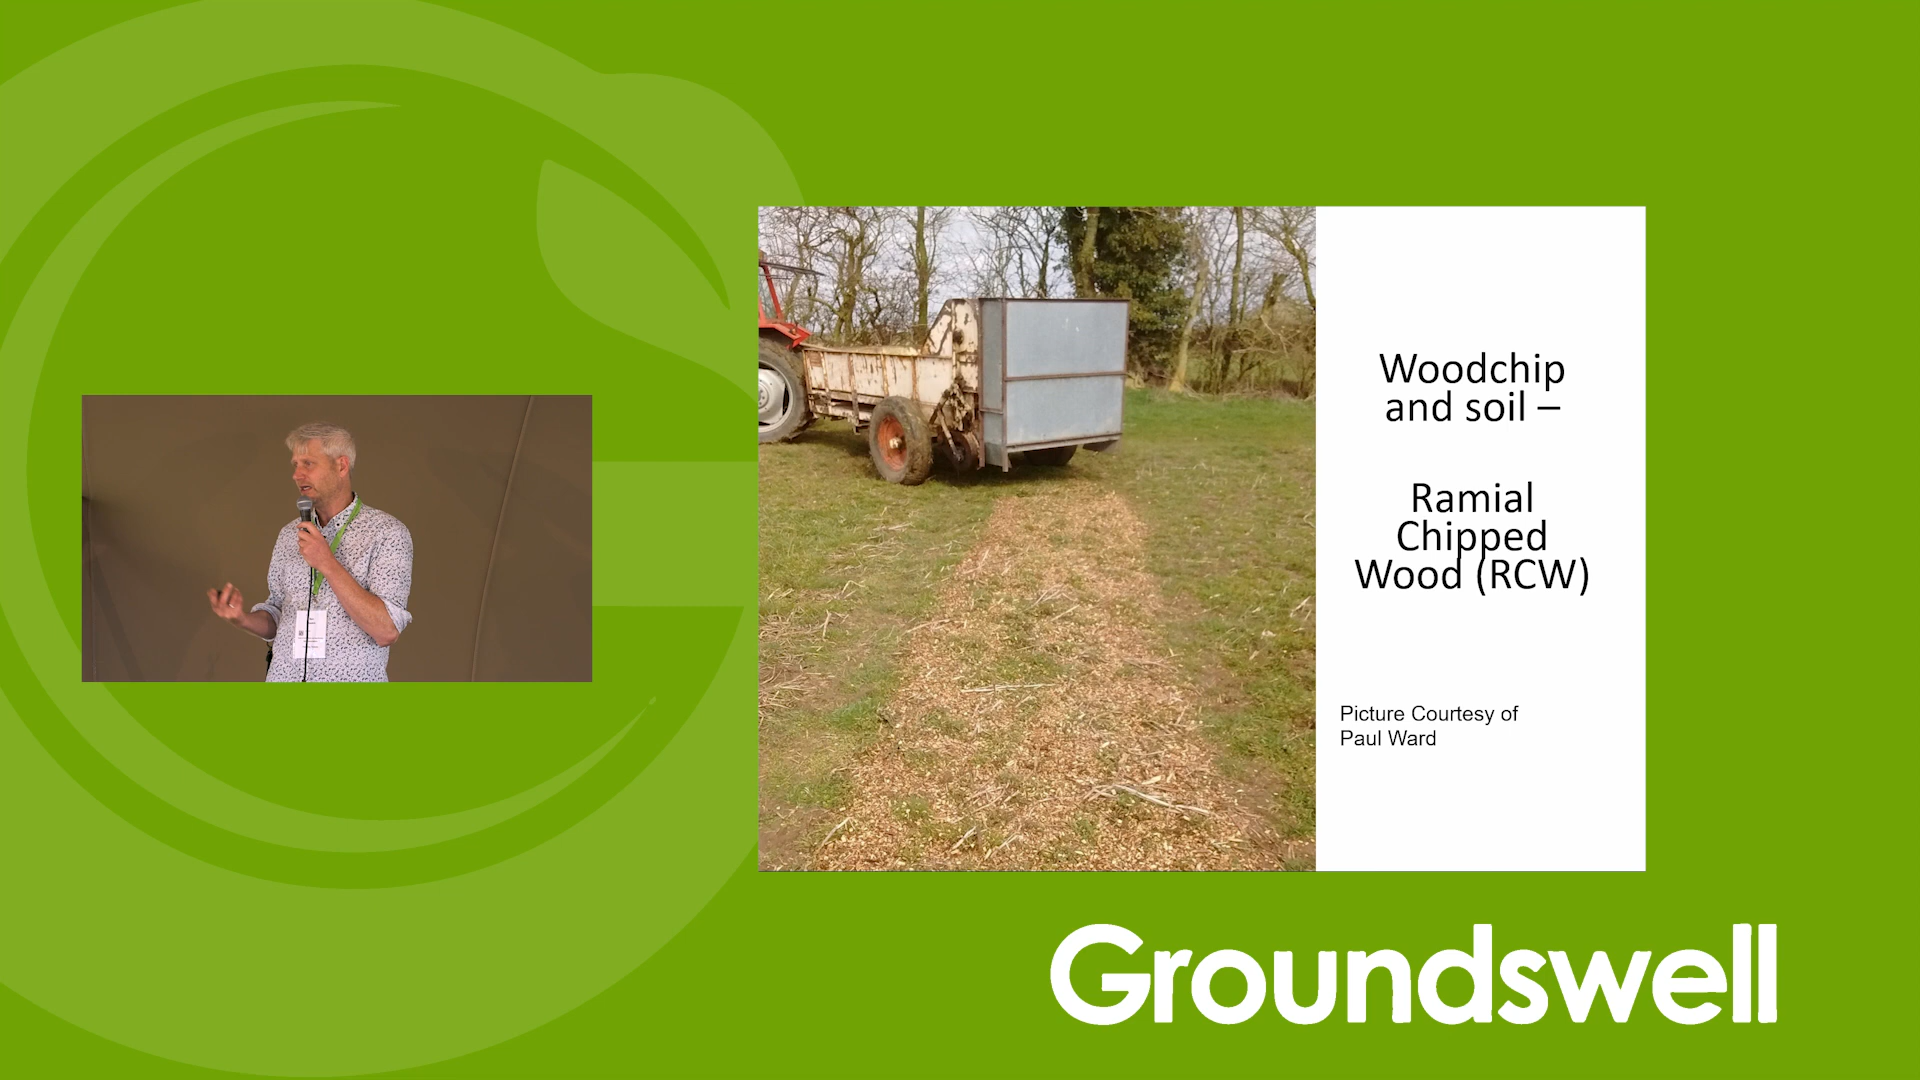 Woodchip
and soil –
Ramial
Chipped
Wood (RCW)
Picture Courtesy of
Paul Ward
Groundswell